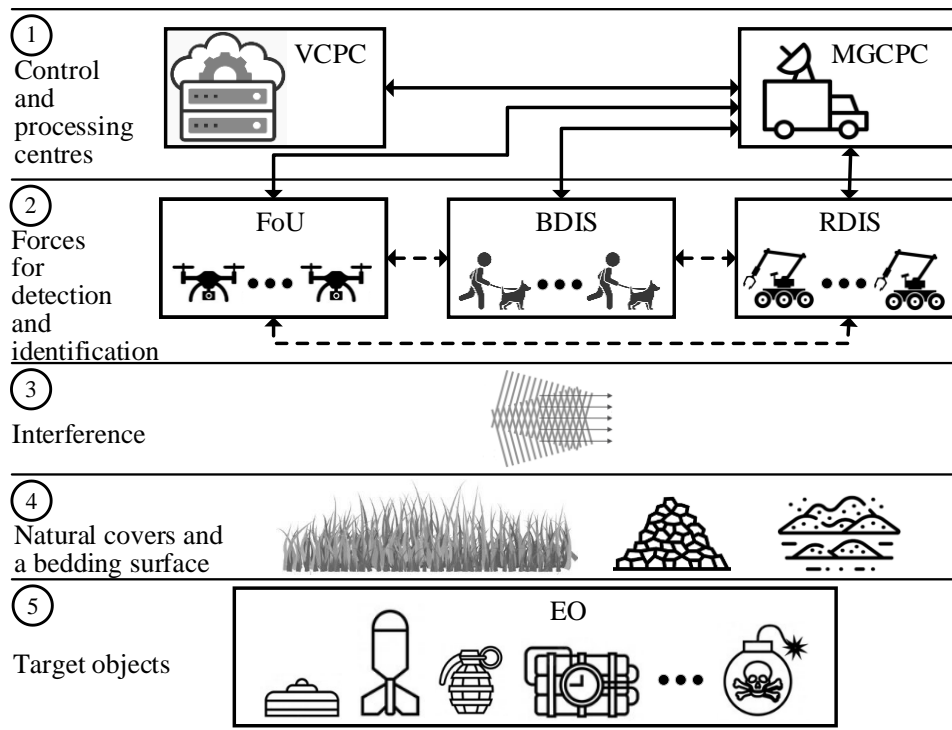 1
Control
and
processing
centres
VCPC
MGCPC
2
Forces
for
detection
and
identification
FoU
BDIS
RDIS
3
Interference
4
Natural covers and
a bedding surface
5
Target objects
EO